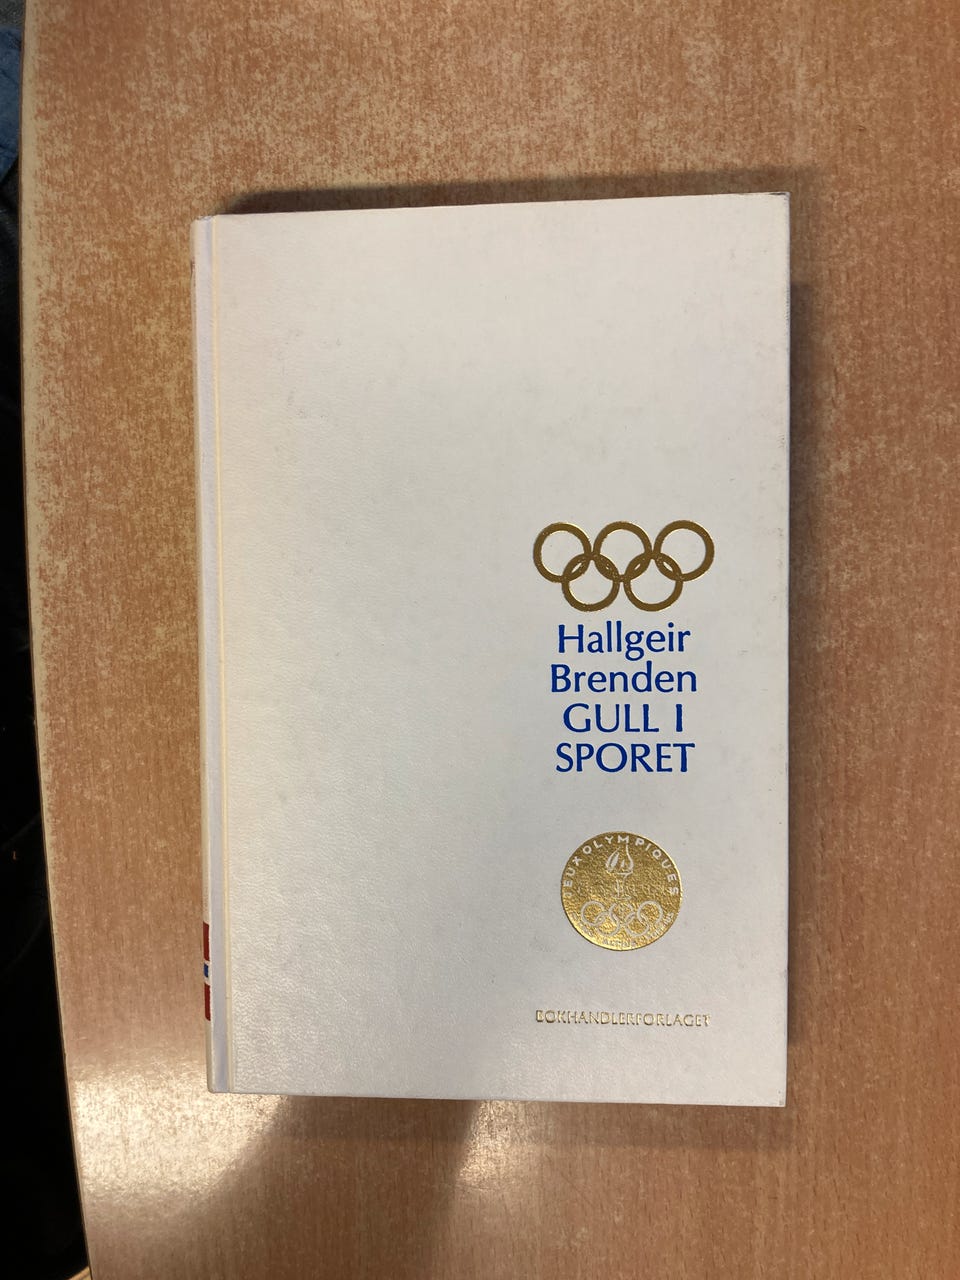 Hallgeir
Brenden
GULL I
SPORET
JEUX OLYMPIQUES
BOKHANDLERFORLAGET